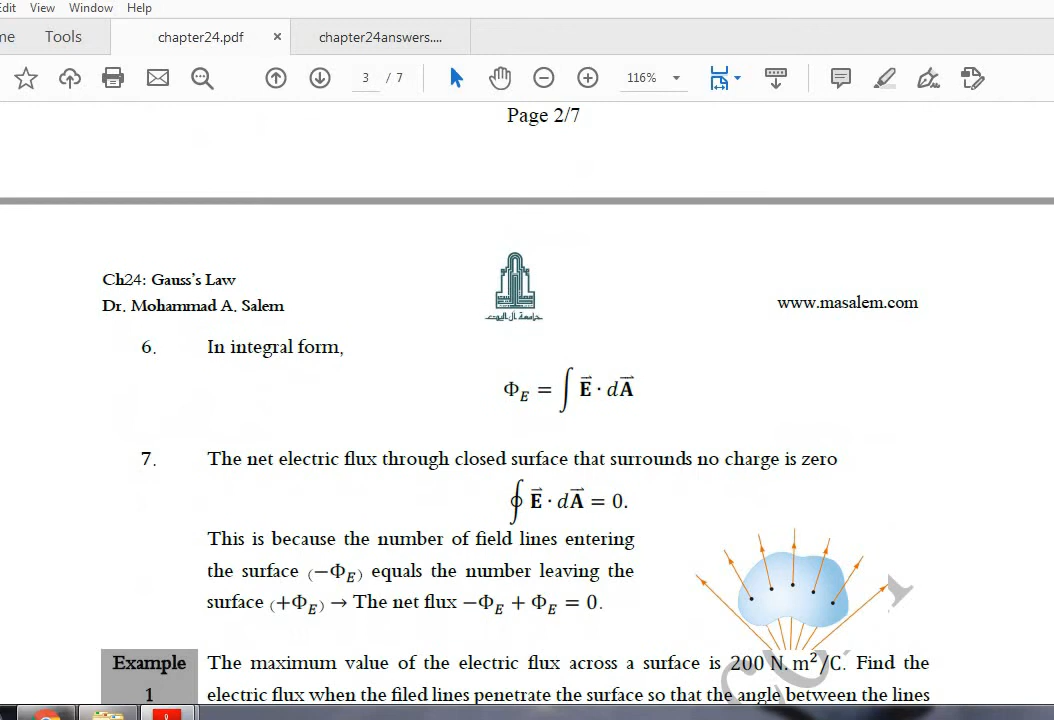 Edit View Window Help
me Tools chapter24.pdf × chapter24answers....
3 / 7 116%
Page 2/7
Ch24: Gauss's Law
Dr. Mohammad A. Salem
جامعة آل البيت
www.masalem.com
6. In integral form,
Φ_E = ∫ E⃗ · dA⃗
7. The net electric flux through closed surface that surrounds no charge is zero
∮ E⃗ · dA⃗ = 0.
This is because the number of field lines entering
the surface (−Φ_E) equals the number leaving the
surface (+Φ_E) → The net flux −Φ_E + Φ_E = 0.
Example The maximum value of the electric flux across a surface is 200 N.m²/C. Find the
1 electric flux when the filed lines penetrate the surface so that the angle between the lines